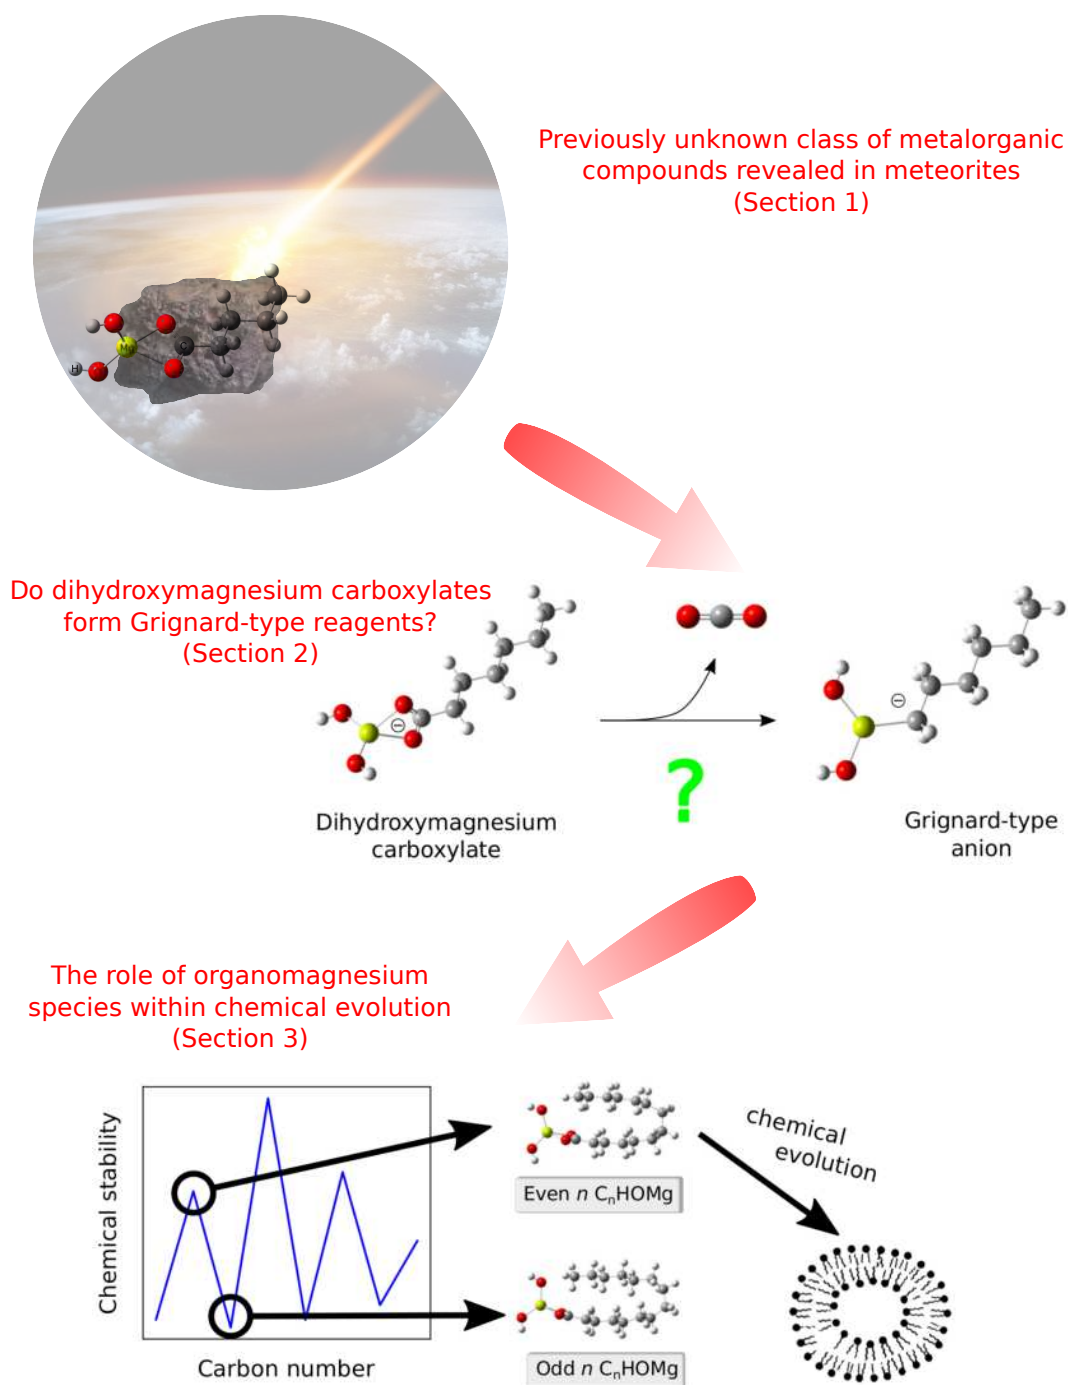 Previously unknown class of metalorganic
compounds revealed in meteorites
(Section 1)
Mg
C
H
Do dihydroxymagnesium carboxylates
form Grignard-type reagents?
(Section 2)
?
Dihydroxymagnesium
carboxylate
Grignard-type
anion
The role of organomagnesium
species within chemical evolution
(Section 3)
Chemical stability
Carbon number
Even n CnHOMg
Odd n CnHOMg
chemical
evolution